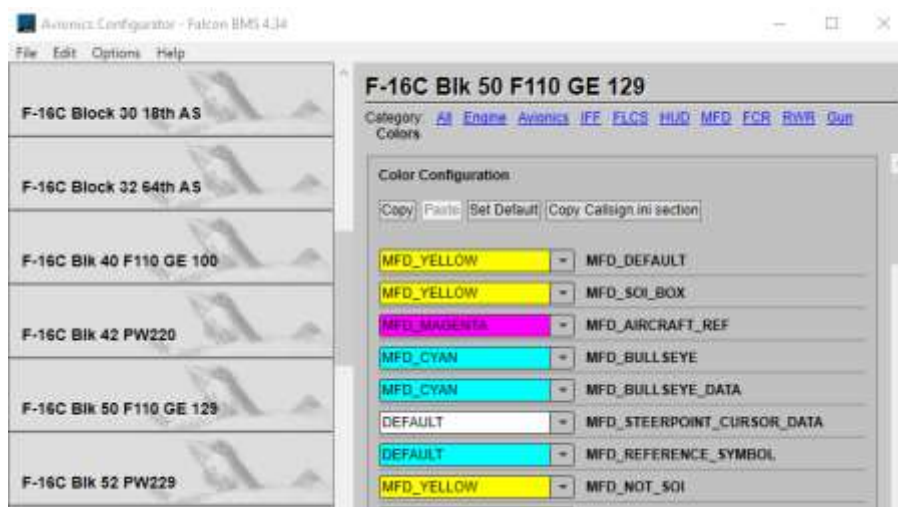 Avionics Configurator - Falcon BMS 4.34
File Edit Options Help
F-16C Block 30 18th AS
F-16C Block 32 64th AS
F-16C Blk 40 F110 GE 100
F-16C Blk 42 PW220
F-16C Blk 50 F110 GE 129
F-16C Blk 52 PW229
F-16C Blk 50 F110 GE 129
Category: All Engine Avionics IFF FLCS HUD MFD FCR RWR Gun
Colors
Color Configuration
Copy Paste Set Default Copy Callsign ini section
MFD_YELLOW MFD_DEFAULT
MFD_YELLOW MFD_SOI_BOX
MFD_MAGENTA MFD_AIRCRAFT_REF
MFD_CYAN MFD_BULLSEYE
MFD_CYAN MFD_BULLSEYE_DATA
DEFAULT MFD_STEERPOINT_CURSOR_DATA
DEFAULT MFD_REFERENCE_SYMBOL
MFD_YELLOW MFD_NOT_SOI